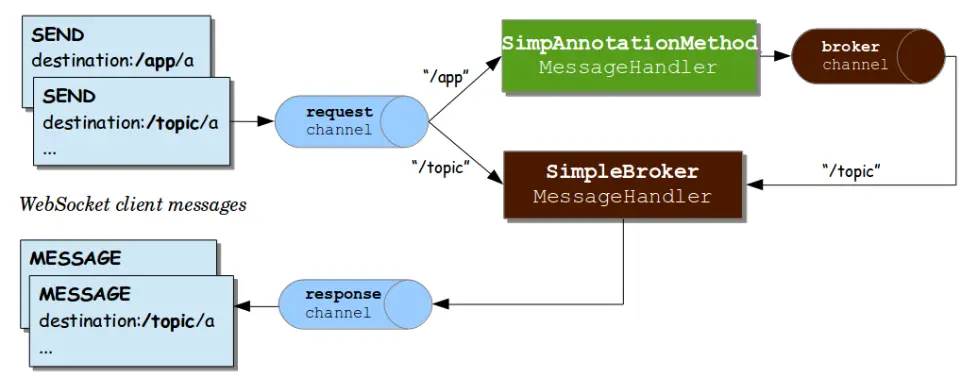 SEND
destination:/app/a
SEND
destination:/topic/a
...
WebSocket client messages
request
channel
“/app”
“/topic”
SimpAnnotationMethod
MessageHandler
broker
channel
“/topic”
SimpleBroker
MessageHandler
response
channel
MESSAGE
MESSAGE
destination:/topic/a
...